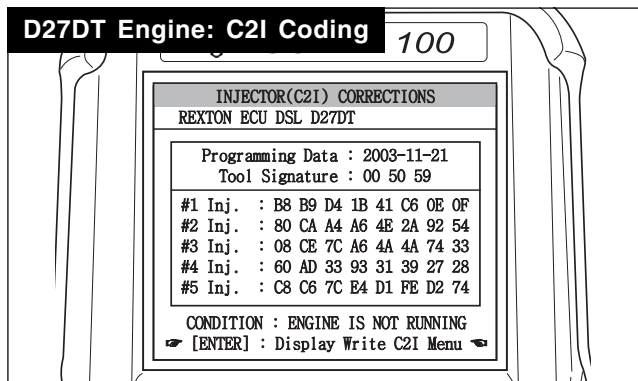 D27DT Engine: C2I Coding
100
INJECTOR(C2I) CORRECTIONS
REXTON ECU DSL D27DT
Programming Data : 2003-11-21
Tool Signature : 00 50 59
#1 Inj. : B8 B9 D4 1B 41 C6 0E 0F
#2 Inj. : 80 CA A4 A6 4E 2A 92 54
#3 Inj. : 08 CE 7C A6 4A 4A 74 33
#4 Inj. : 60 AD 33 93 31 39 27 28
#5 Inj. : C8 C6 7C E4 D1 FE D2 74
CONDITION : ENGINE IS NOT RUNNING
☞ [ENTER] : Display Write C2I Menu ☜